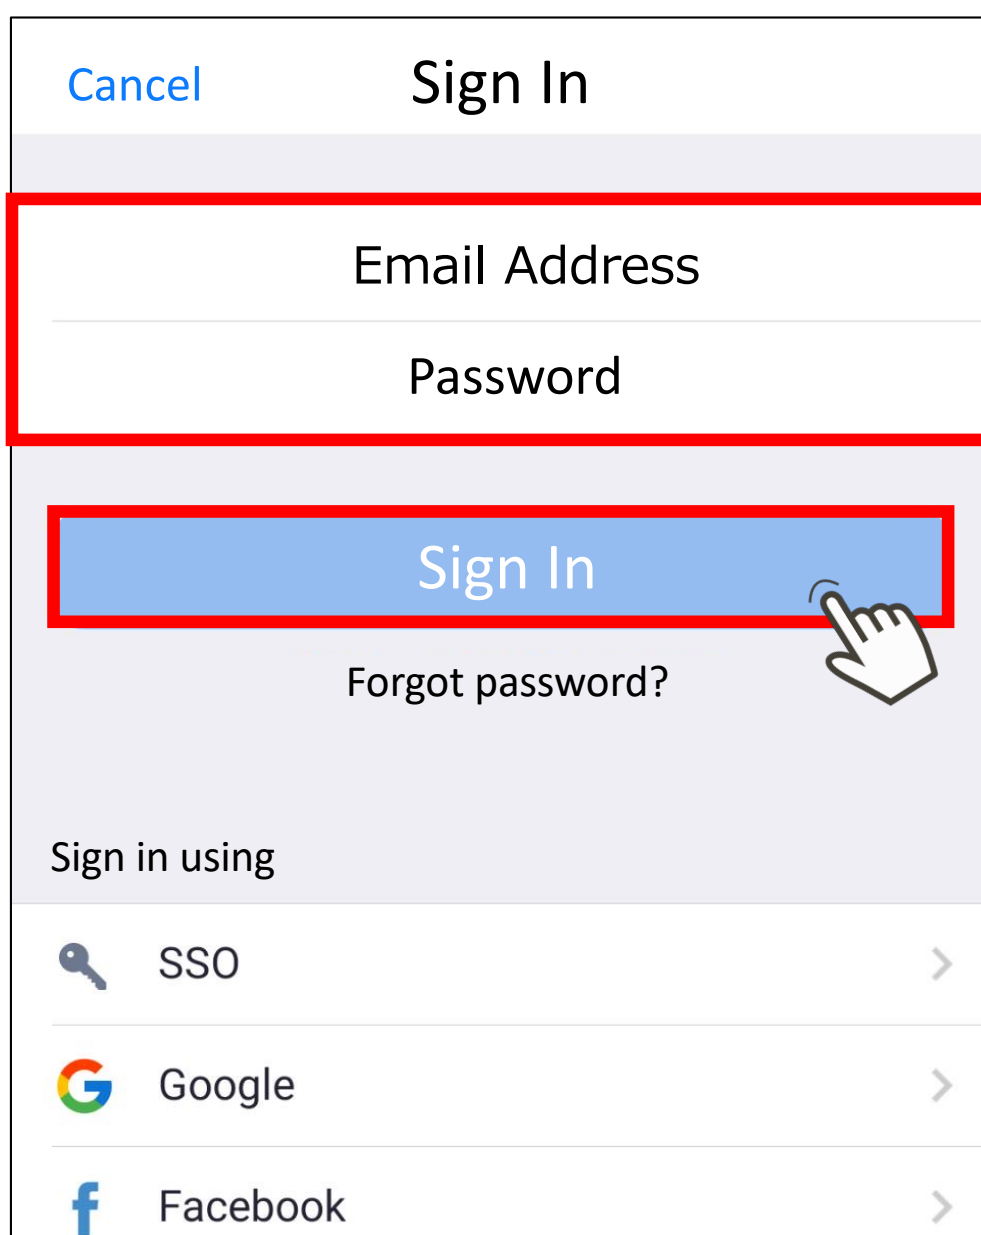 Cancel Sign In
Email Address
Password
Sign In
Forgot password?
Sign in using
SSO
Google
Facebook